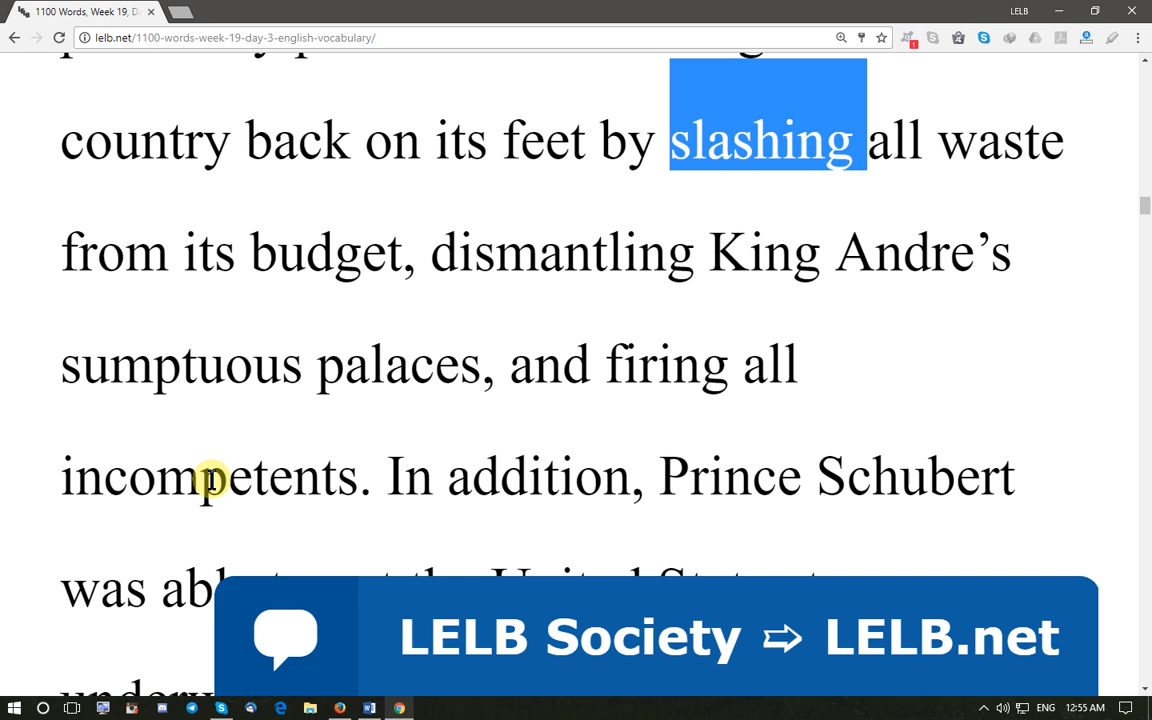 1100 Words, Week 19, D
LELB
lelb.net/1100-words-week-19-day-3-english-vocabulary/
1
country back on its feet by slashing all waste
from its budget, dismantling King Andre’s
sumptuous palaces, and firing all
incompetents. In addition, Prince Schubert
was
LELB Society ⇨ LELB.net
ENG
12:55 AM